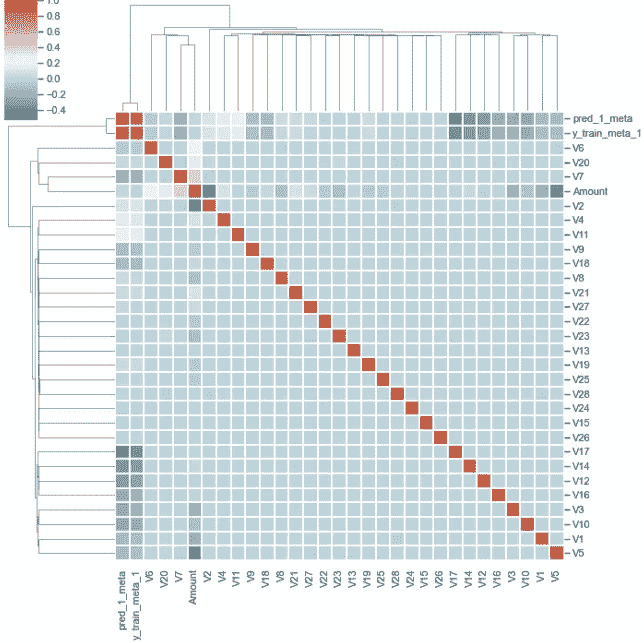 1.0
0.8
0.6
0.4
0.2
0.0
−0.2
−0.4
pred_1_meta
y_train_meta_1
V6
V20
V7
Amount
V2
V4
V11
V9
V18
V8
V21
V27
V22
V23
V13
V19
V25
V28
V24
V15
V26
V17
V14
V12
V16
V3
V10
V1
V5
pred_1_meta
y_train_meta_1
V6
V20
V7
Amount
V2
V4
V11
V9
V18
V8
V21
V27
V22
V23
V13
V19
V25
V28
V24
V15
V26
V17
V14
V12
V16
V3
V10
V1
V5